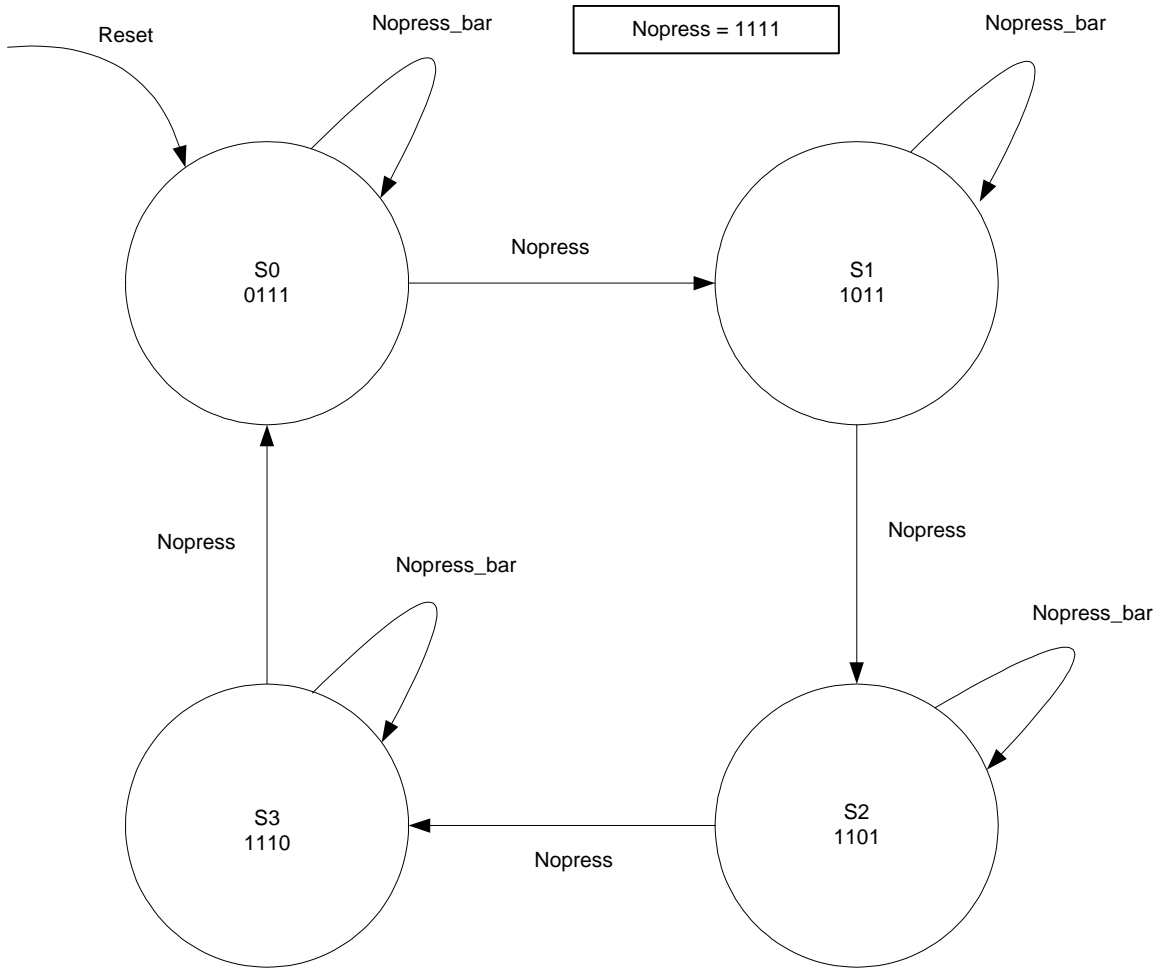 Reset
Nopress_bar
Nopress = 1111
Nopress_bar
S0
0111
Nopress
S1
1011
Nopress
Nopress
Nopress_bar
Nopress_bar
S3
1110
Nopress
S2
1101